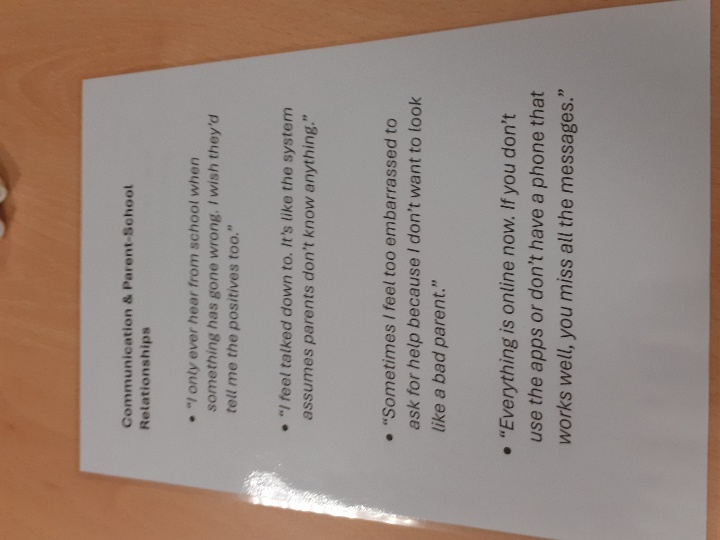 Communication & Parent-School
Relationships
• “I only ever hear from school when
something has gone wrong. I wish they’d
tell me the positives too.”
• “I feel talked down to. It’s like the system
assumes parents don’t know anything.”
• “Sometimes I feel too embarrassed to
ask for help because I don’t want to look
like a bad parent.”
• “Everything is online now. If you don’t
use the apps or don’t have a phone that
works well, you miss all the messages.”